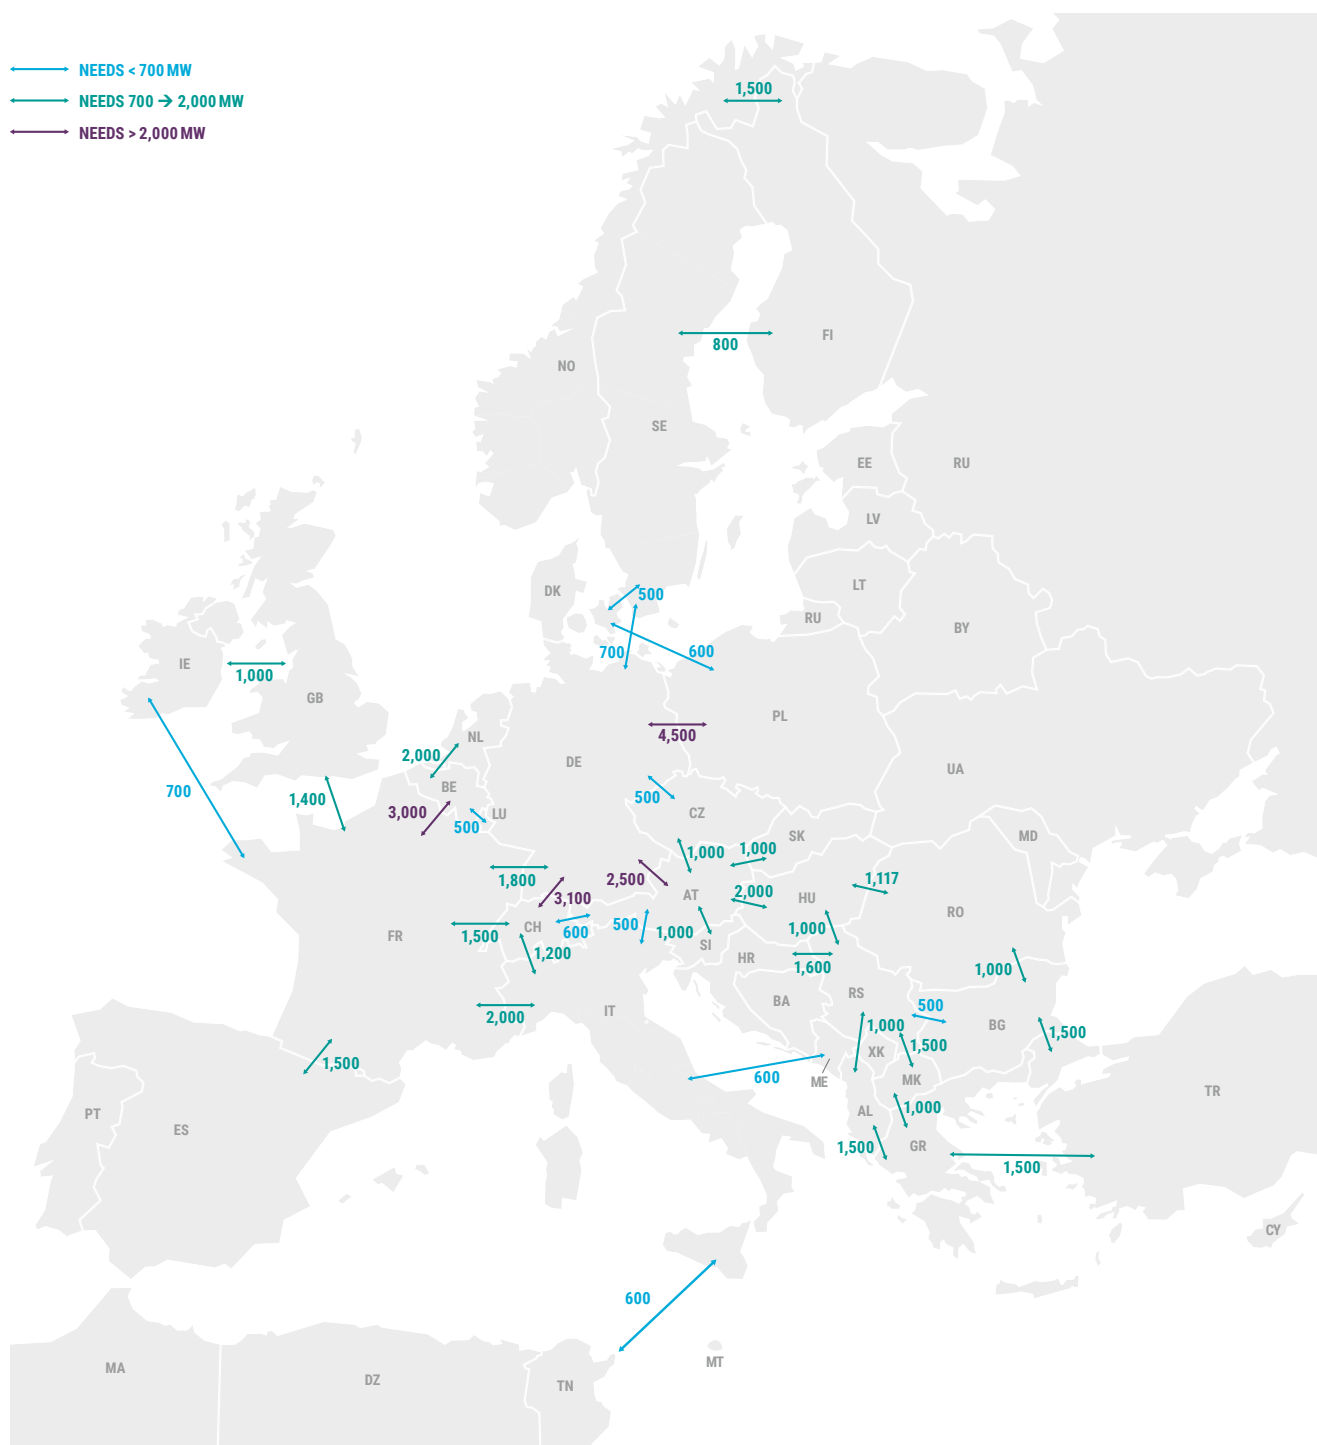 NEEDS < 700 MW
NEEDS 700 → 2,000 MW
NEEDS > 2,000 MW
1,500
FI
800
NO
SE
EE
RU
LV
LT
DK
500
RU
BY
700
600
IE
1,000
GB
PL
NL
4,500
2,000
DE
UA
BE
700
1,400
500
3,000
LU
CZ
500
SK
MD
1,000
1,000
1,800
2,500
1,117
3,100
AT
2,000
HU
RO
FR
1,500
CH
600
500
1,000
1,000
SI
1,200
HR
1,600
1,000
RS
BA
500
IT
2,000
1,000
BG
1,500
1,500
XK
1,500
600
ME
MK
TR
PT
ES
AL
1,000
1,500
GR
1,500
CY
600
MT
MA
DZ
TN